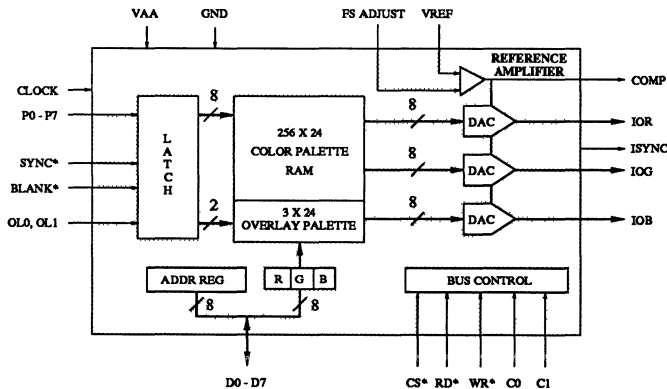 VAA GND FS ADJUST VREF
REFERENCE
AMPLIFIER
COMP
CLOCK
P0 - P7
8
8
DAC
IOR
L
A
T
C
H
256 X 24
COLOR PALETTE
RAM
ISYNC
SYNC*
8
DAC
IOG
BLANK*
2
3 X 24
OVERLAY PALETTE
8
DAC
IOB
OL0, OL1
ADDR REG
R G B
BUS CONTROL
8 8
D0 - D7
CS* RD* WR* C0 C1